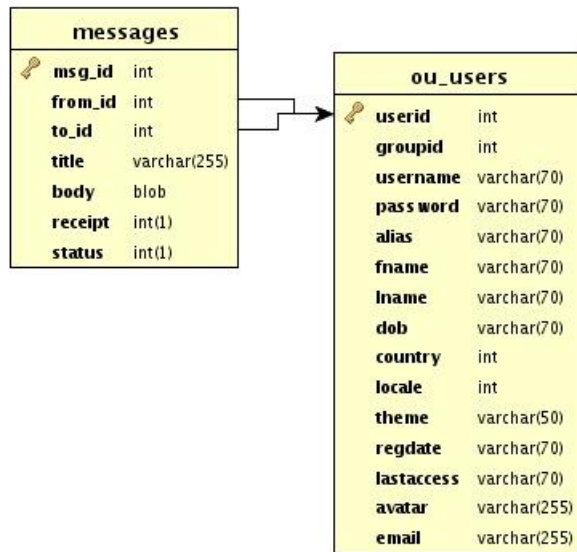 messages
msg_id int
from_id int
to_id int
title varchar(255)
body blob
receipt int(1)
status int(1)
ou_users
userid int
groupid int
username varchar(70)
password varchar(70)
alias varchar(70)
fname varchar(70)
lname varchar(70)
dob varchar(70)
country int
locale int
theme varchar(50)
regdate varchar(70)
lastaccess varchar(70)
avatar varchar(255)
email varchar(255)